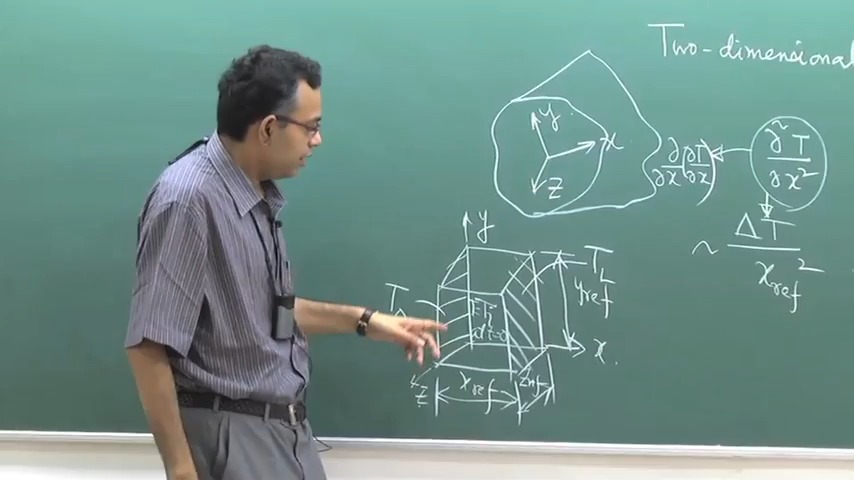 Two-dimensional
y
x
z
∂/∂x (∂T/∂x)
∂²T/∂x²
~ ΔT/x_ref²
y
T_L
y_ref
x
z
x_ref
z_ref